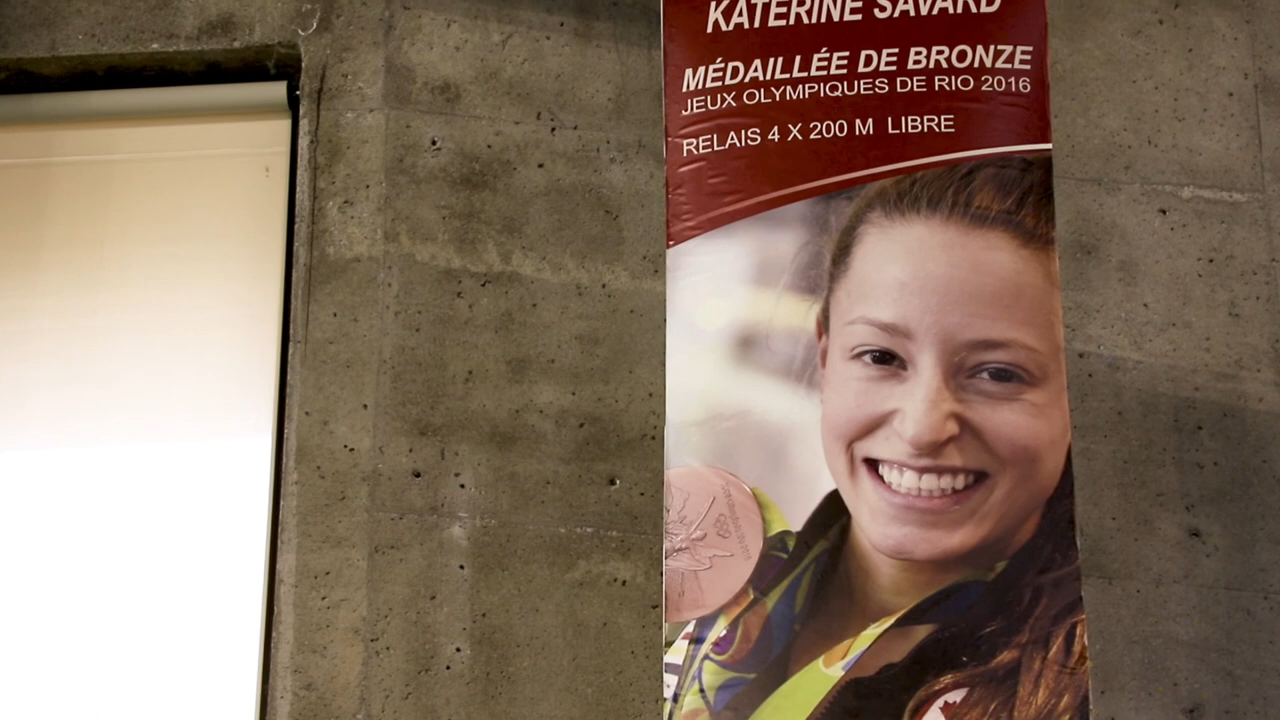 KATERINE SAVARD
MÉDAILLÉE DE BRONZE
JEUX OLYMPIQUES DE RIO 2016
RELAIS 4 X 200 M LIBRE